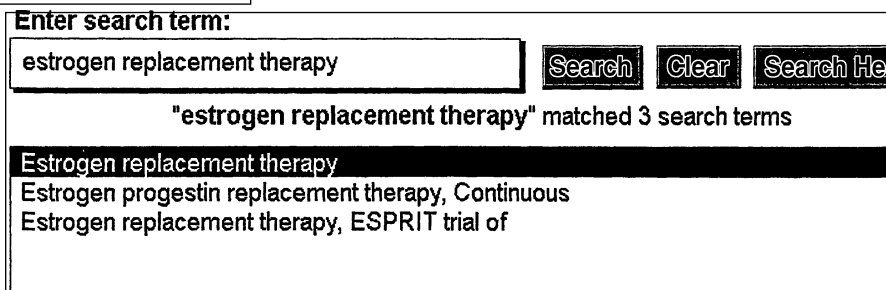 Enter search term:
estrogen replacement therapy
Search Clear Search He
"estrogen replacement therapy" matched 3 search terms
Estrogen replacement therapy
Estrogen progestin replacement therapy, Continuous
Estrogen replacement therapy, ESPRIT trial of